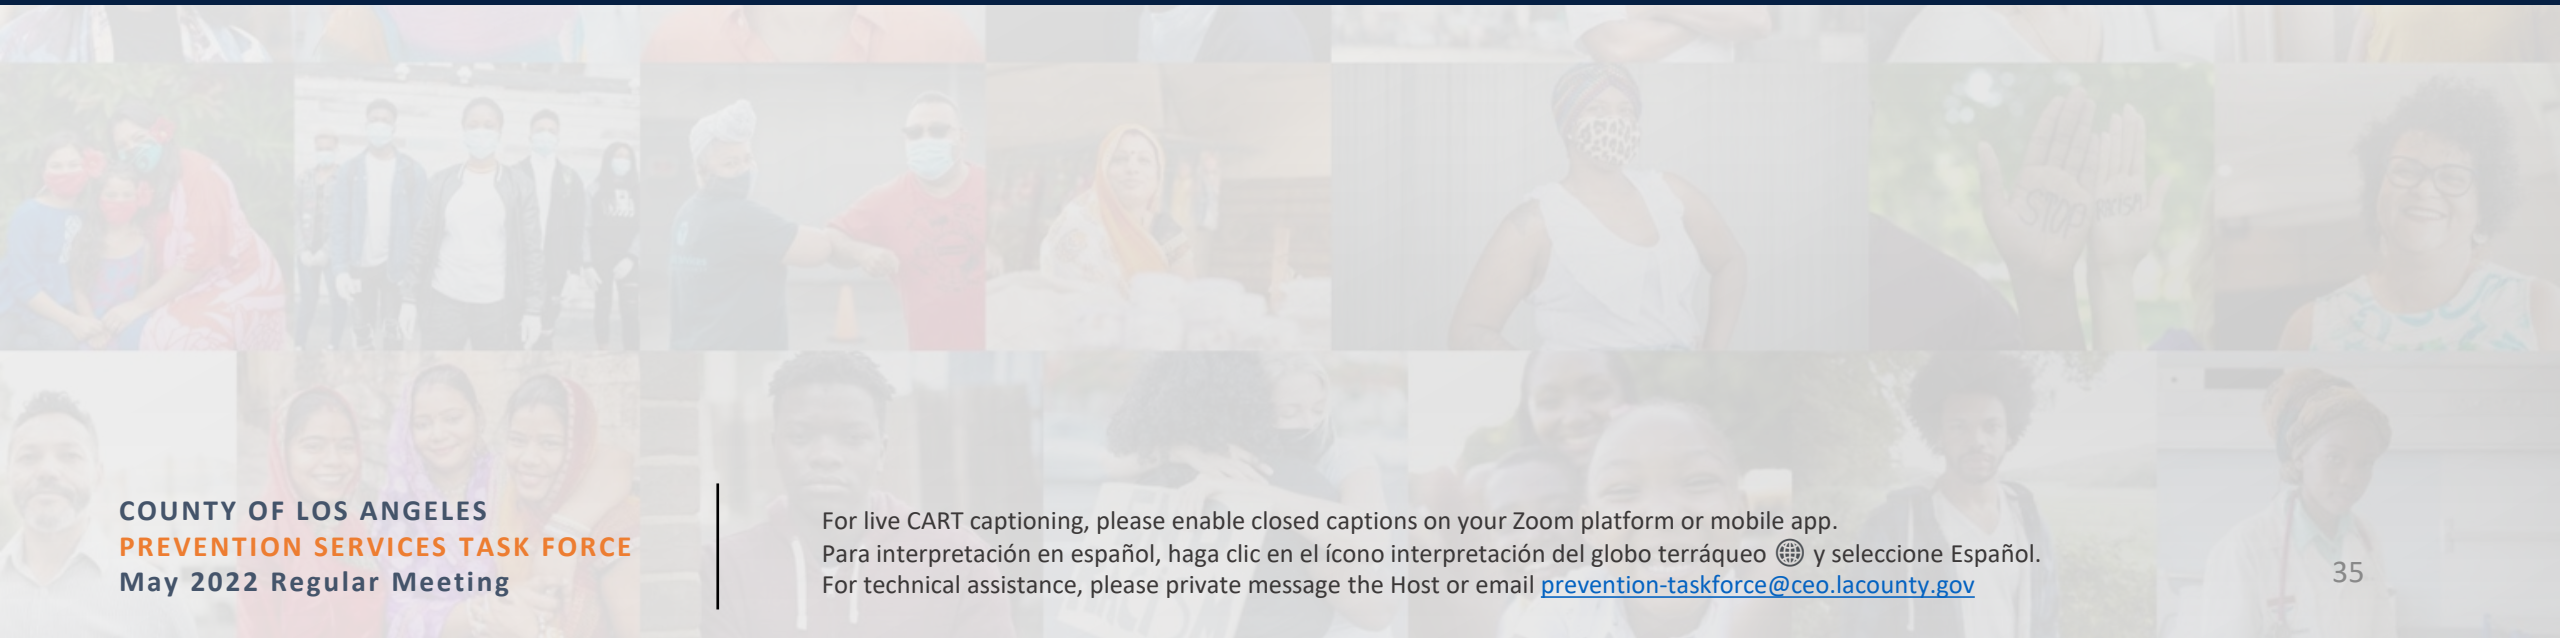 STOP racism
COUNTY OF LOS ANGELES
PREVENTION SERVICES TASK FORCE
May 2022 Regular Meeting
For live CART captioning, please enable closed captions on your Zoom platform or mobile app.
Para interpretación en español, haga clic en el ícono interpretación del globo terráqueo y seleccione Español.
For technical assistance, please private message the Host or email prevention-taskforce@ceo.lacounty.gov
35